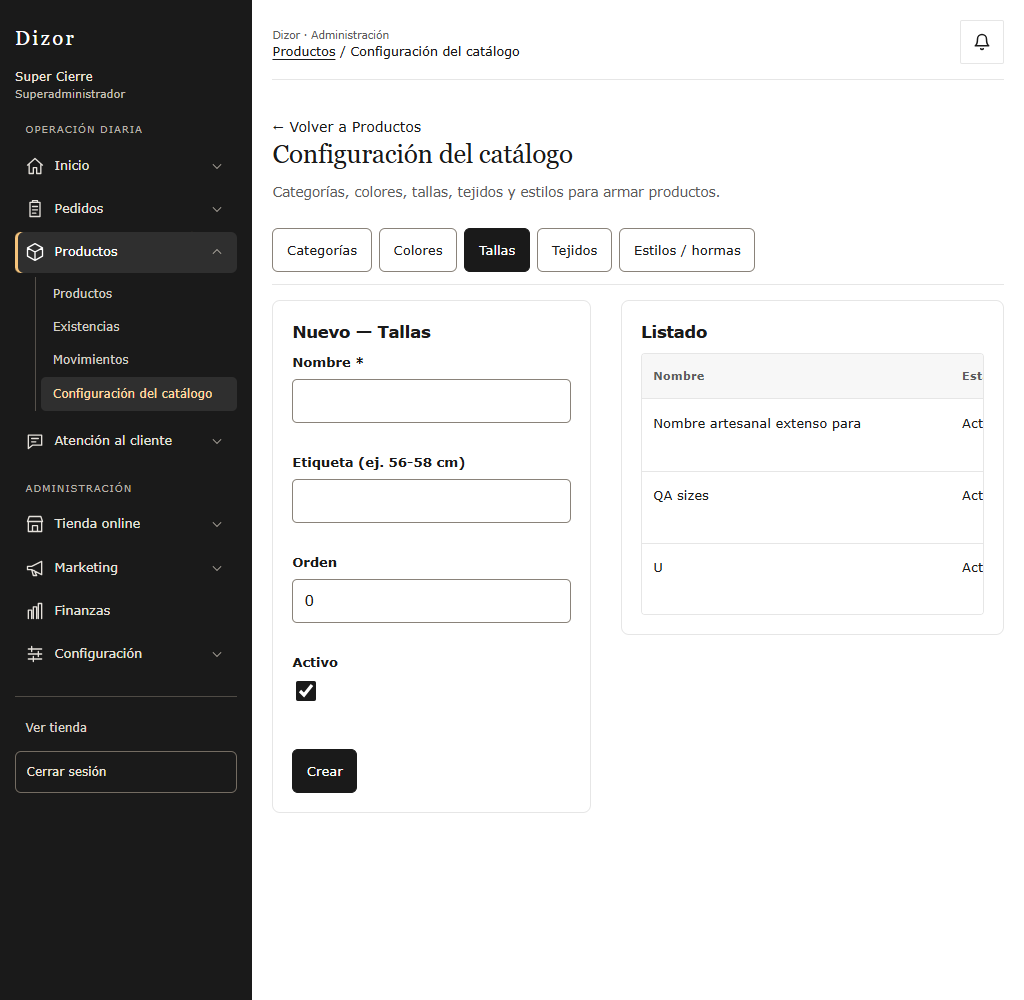 Dizor
Super Cierre
Superadministrador
OPERACIÓN DIARIA
Inicio
Pedidos
Productos
Productos
Existencias
Movimientos
Configuración del catálogo
Atención al cliente
ADMINISTRACIÓN
Tienda online
Marketing
Finanzas
Configuración
Ver tienda
Cerrar sesión
Dizor · Administración
Productos / Configuración del catálogo
← Volver a Productos
Configuración del catálogo
Categorías, colores, tallas, tejidos y estilos para armar productos.
Categorías
Colores
Tallas
Tejidos
Estilos / hormas
Nuevo — Tallas
Nombre *
Etiqueta (ej. 56-58 cm)
Orden
0
Activo
Crear
Listado
Nombre Est
Nombre artesanal extenso para Act
QA sizes Act
U Act